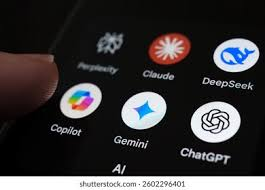 Perplexity
Claude
DeepSeek
Copilot
Gemini
ChatGPT
AI
shutterstock.com · 2602296401